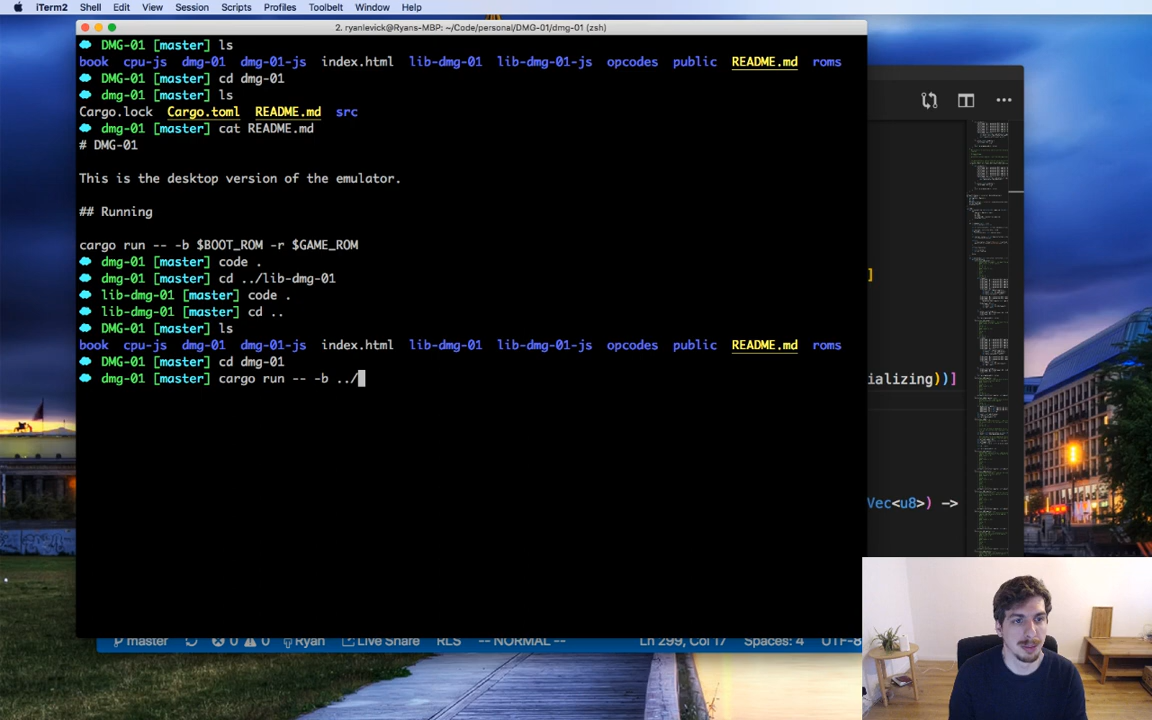 iTerm2 Shell Edit View Session Scripts Profiles Toolbelt Window Help
2. ryanlevick@Ryans-MBP: ~/Code/personal/DMG-01/dmg-01 (zsh)
DMG-01 [master] ls
book cpu-js dmg-01 dmg-01-js index.html lib-dmg-01 lib-dmg-01-js opcodes public README.md roms
DMG-01 [master] cd dmg-01
dmg-01 [master] ls
Cargo.lock Cargo.toml README.md src
dmg-01 [master] cat README.md
# DMG-01
This is the desktop version of the emulator.
## Running
cargo run -- -b $BOOT_ROM -r $GAME_ROM
dmg-01 [master] code .
dmg-01 [master] cd ../lib-dmg-01
lib-dmg-01 [master] code .
lib-dmg-01 [master] cd ..
DMG-01 [master] ls
book cpu-js dmg-01 dmg-01-js index.html lib-dmg-01 lib-dmg-01-js opcodes public README.md roms
DMG-01 [master] cd dmg-01
dmg-01 [master] cargo run -- -b ../
]
ializing))]
Vec<u8>) ->
master 0 0 Ryan Live Share RLS -- NORMAL -- Ln 299, Col 17 Spaces: 4 UTF-8